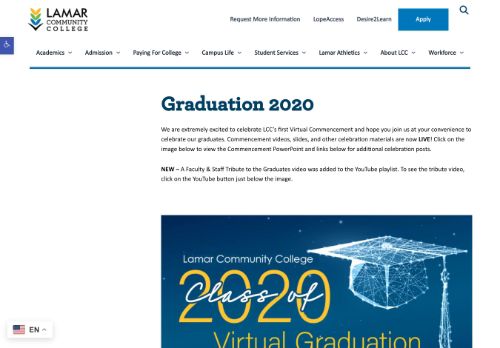 LAMAR
COMMUNITY
COLLEGE
Request More Information LopeAccess Desire2Learn Apply
Academics Admission Paying For College Campus Life Student Services Lamar Athletics About LCC Workforce
Graduation 2020
We are extremely excited to celebrate LCC's first Virtual Commencement and hope you join us at your convenience to
celebrate our graduates. Commencement videos, slides, and other celebration materials are now LIVE! Click on the
image below to view the Commencement PowerPoint and links below for additional celebration posts.
NEW – A Faculty & Staff Tribute to the Graduates video was added to the YouTube playlist. To see the tribute video,
click on the YouTube button just below the image.
Lamar Community College
2020
Class of
Virtual Graduation
EN